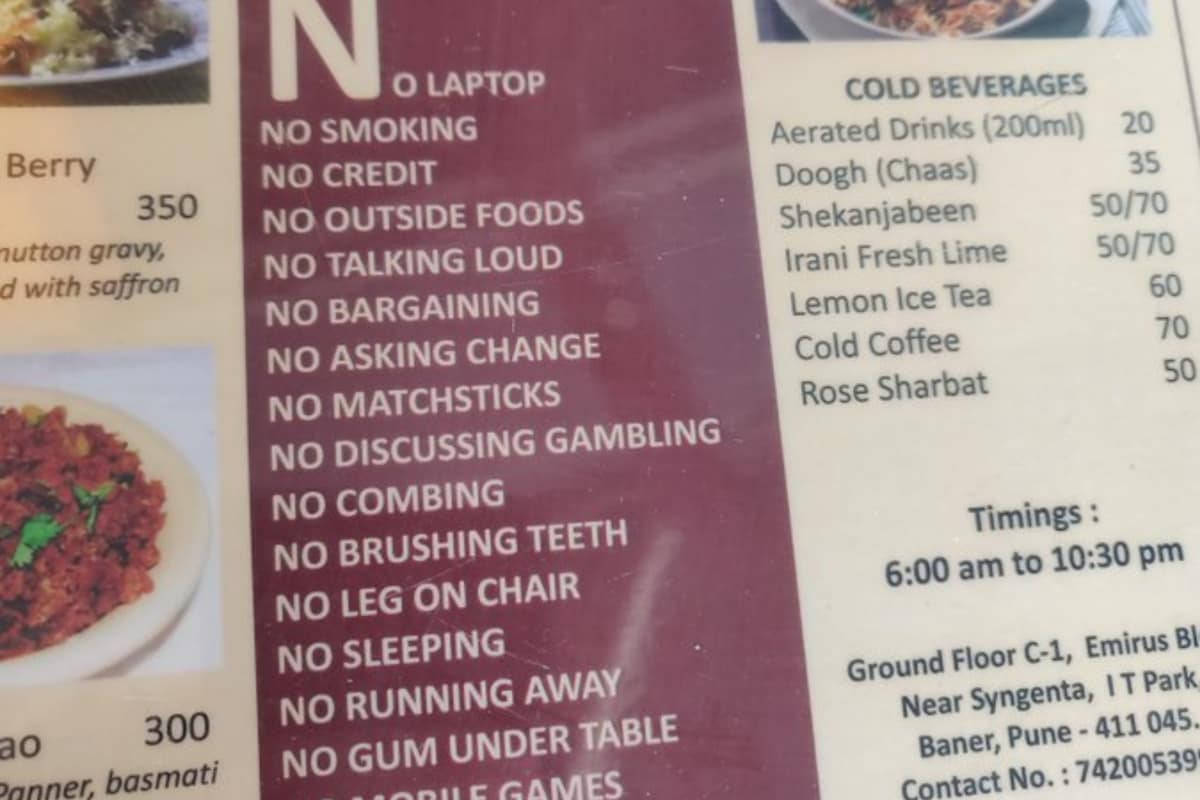 Berry
350
mutton gravy,
with saffron
300
Panner, basmati
NO LAPTOP
NO SMOKING
NO CREDIT
NO OUTSIDE FOODS
NO TALKING LOUD
NO BARGAINING
NO ASKING CHANGE
NO MATCHSTICKS
NO DISCUSSING GAMBLING
NO COMBING
NO BRUSHING TEETH
NO LEG ON CHAIR
NO SLEEPING
NO RUNNING AWAY
NO GUM UNDER TABLE
NO MOBILE GAMES
COLD BEVERAGES
Aerated Drinks (200ml) 20
Doogh (Chaas) 35
Shekanjabeen 50/70
Irani Fresh Lime 50/70
Lemon Ice Tea 60
Cold Coffee 70
Rose Sharbat 50
Timings :
6:00 am to 10:30 pm
Ground Floor C-1, Emirus
Near Syngenta, I T Park,
Baner, Pune - 411 045.
Contact No. :